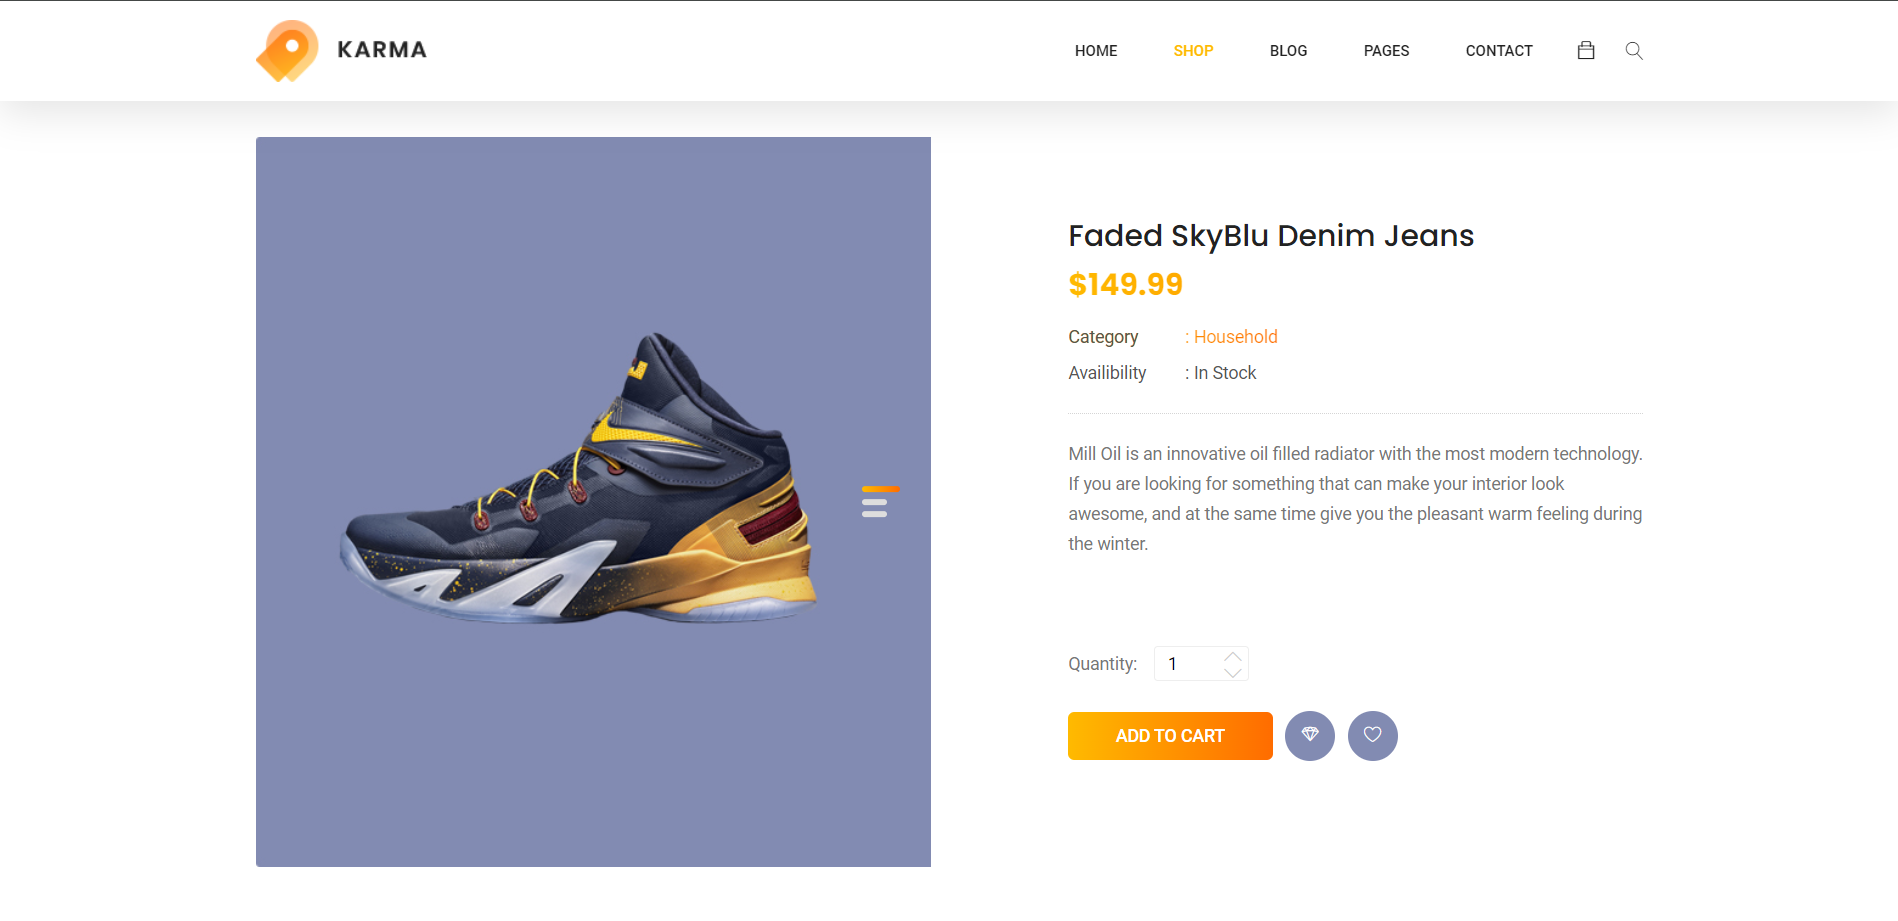 KARMA
HOME SHOP BLOG PAGES CONTACT
Faded SkyBlu Denim Jeans
$149.99
Category : Household
Availibility : In Stock
Mill Oil is an innovative oil filled radiator with the most modern technology.
If you are looking for something that can make your interior look
awesome, and at the same time give you the pleasant warm feeling during
the winter.
Quantity: 1
ADD TO CART